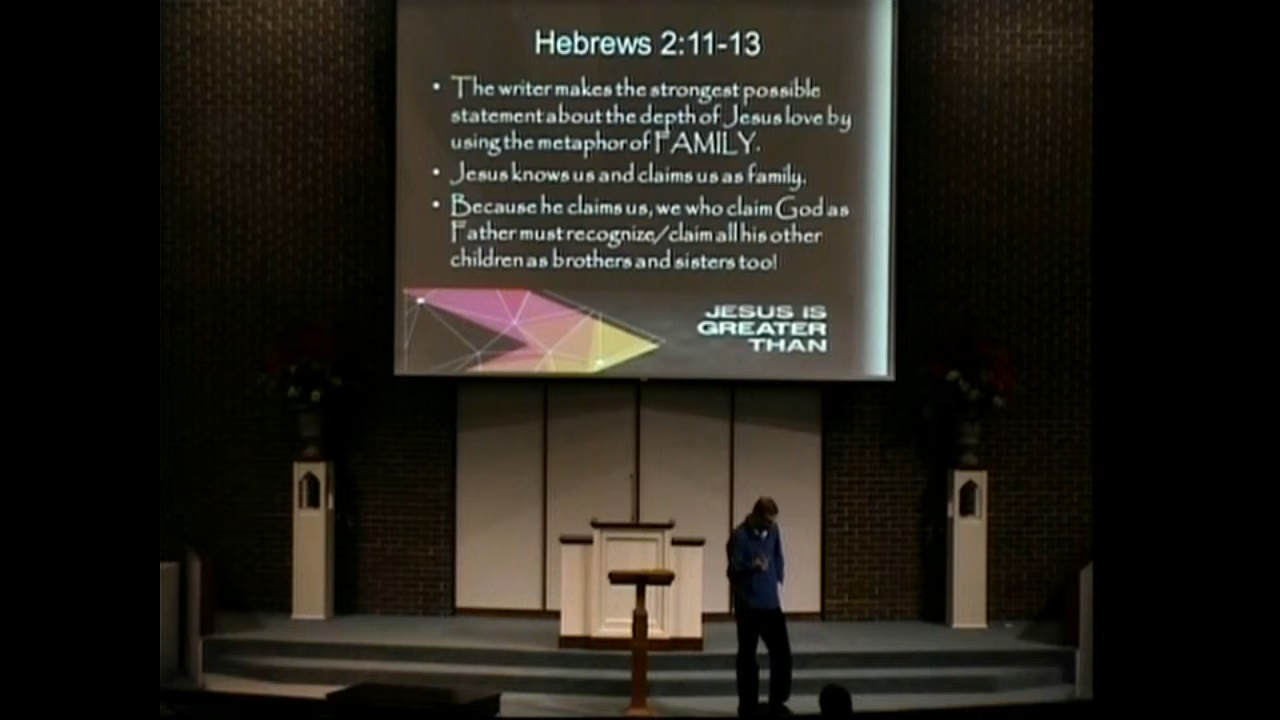 Hebrews 2:11-13
• The writer makes the strongest possible
statement about the depth of Jesus love by
using the metaphor of FAMILY.
• Jesus knows us and claims us as family.
• Because he claims us, we who claim God as
Father must recognize/claim all his other
children as brothers and sisters too!
JESUS IS
GREATER
THAN